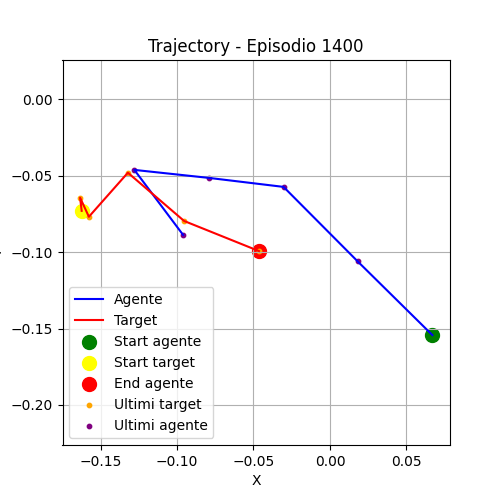 Trajectory - Episodio 1400
0.00
−0.05
−0.10
−0.15
−0.20
Agente
Target
Start agente
Start target
End agente
Ultimi target
Ultimi agente
−0.15
−0.10
−0.05
0.00
0.05
X